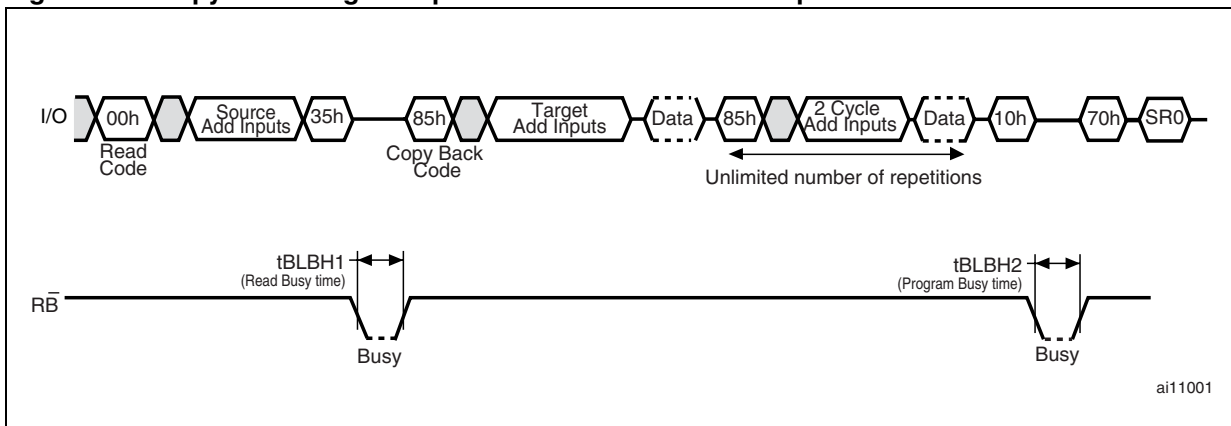 I/O 00h Source Add Inputs 35h 85h Target Add Inputs Data 85h 2 Cycle Add Inputs Data 10h 70h SR0
Read Code
Copy Back Code
Unlimited number of repetitions
tBLBH1
(Read Busy time)
tBLBH2
(Program Busy time)
RB̅
Busy
Busy
ai11001